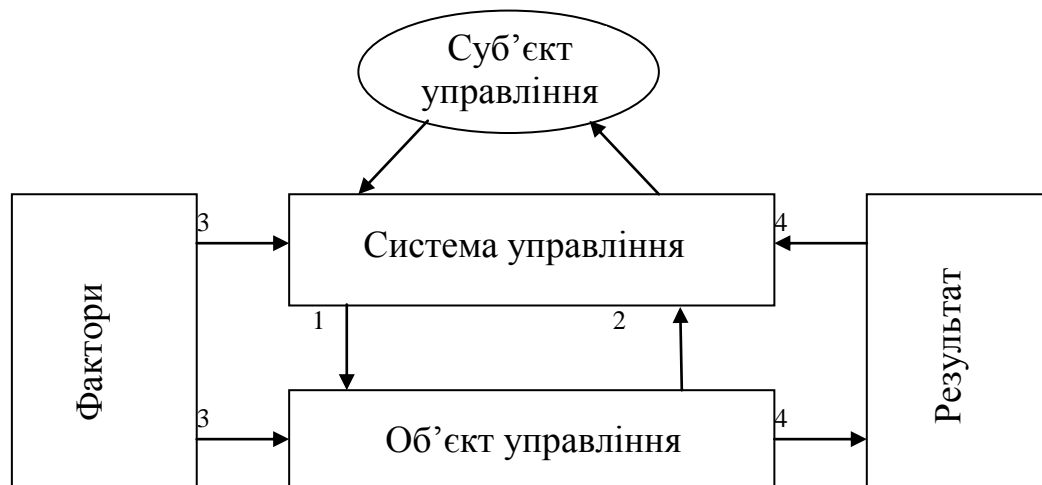 Суб’єкт
управління
3
Система управління
4
Фактори
1
2
Результат
3
Об’єкт управління
4